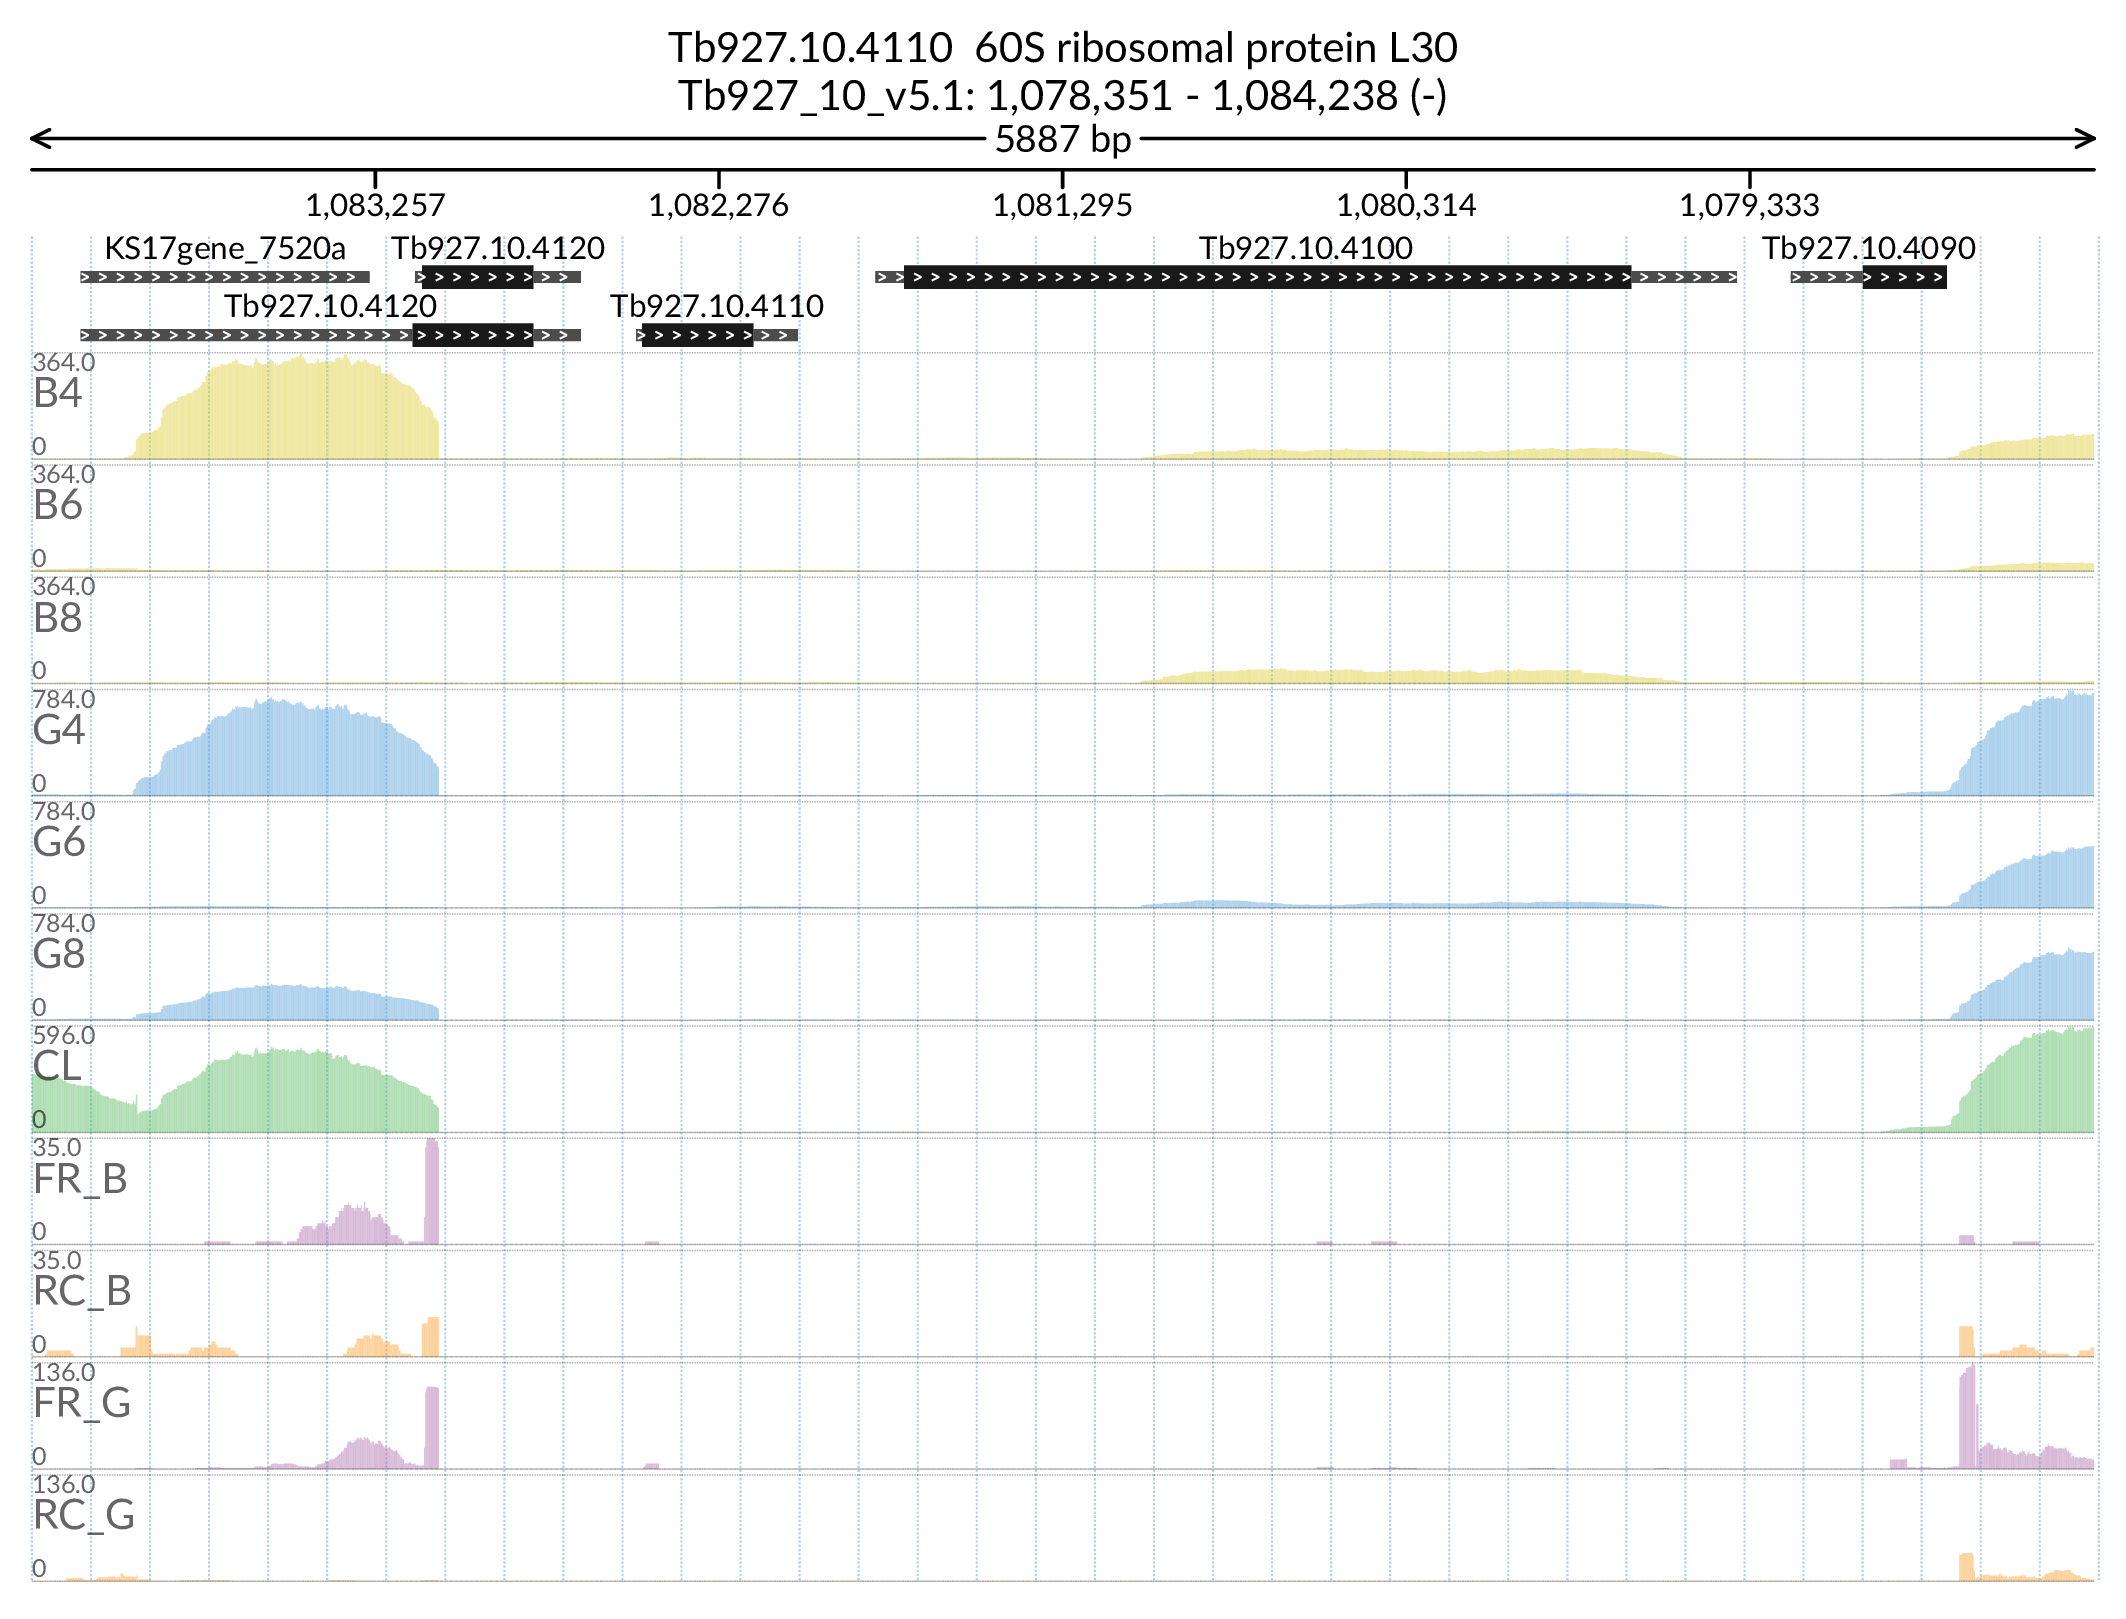 Tb927.10.4110  60S ribosomal protein L30
Tb927_10_v5.1: 1,078,351 - 1,084,238 (-)
5887 bp
1,083,257 1,082,276 1,081,295 1,080,314 1,079,333
KS17gene_7520a Tb927.10.4120 Tb927.10.4100 Tb927.10.4090
Tb927.10.4120 Tb927.10.4110
364.0
B4
0
364.0
B6
0
364.0
B8
0
784.0
G4
0
784.0
G6
0
784.0
G8
0
596.0
CL
0
35.0
FR_B
0
35.0
RC_B
0
136.0
FR_G
0
136.0
RC_G
0